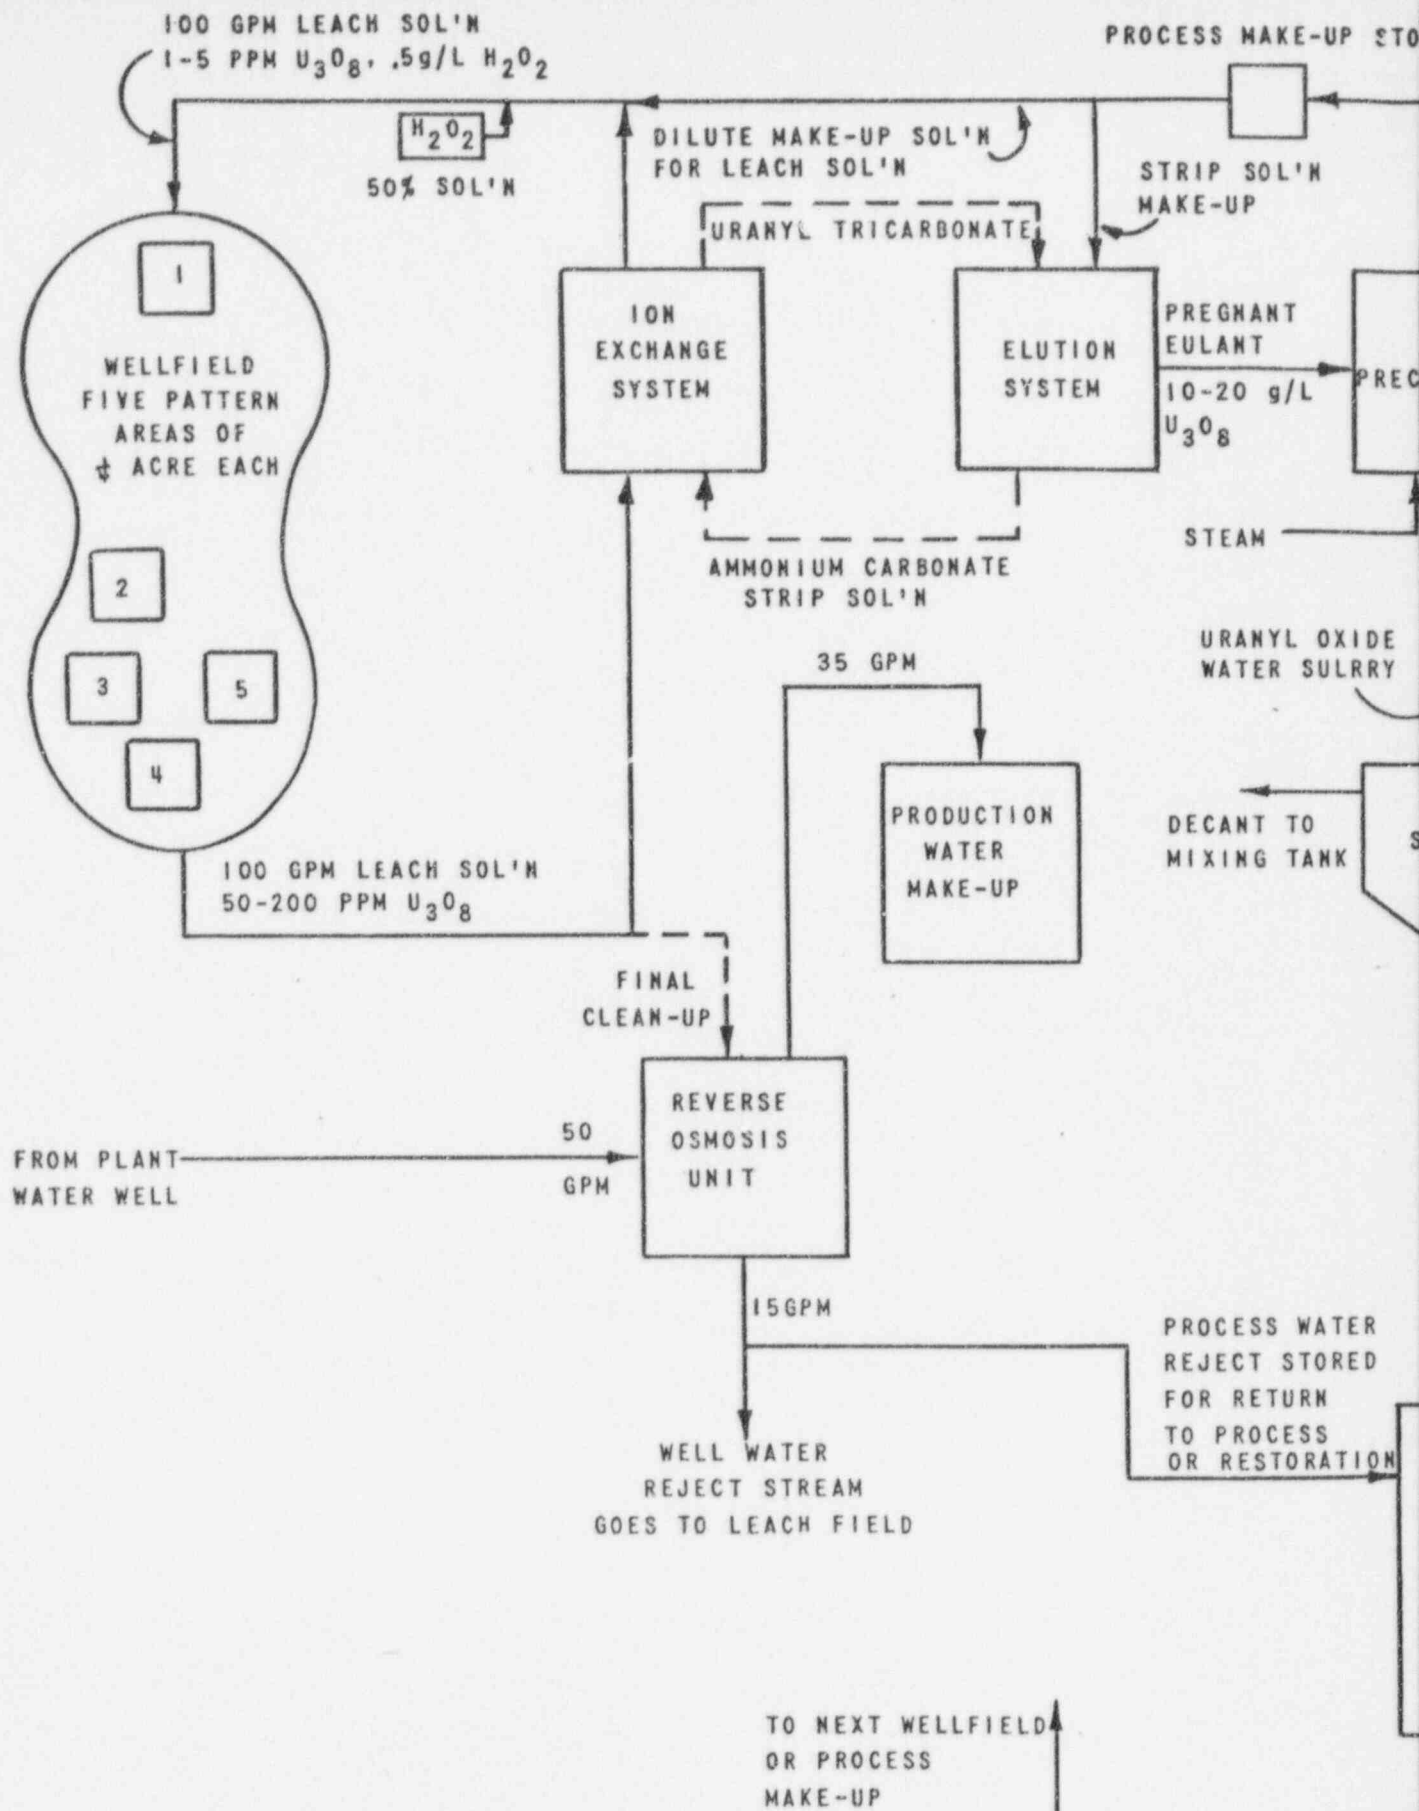 100 GPM LEACH SOL'N
1-5 PPM U3O8, .5g/L H2O2
PROCESS MAKE-UP STO
H2O2
50% SOL'N
DILUTE MAKE-UP SOL'N
FOR LEACH SOL'N
STRIP SOL'N
MAKE-UP
URANYL TRICARBONATE
1
WELLFIELD
FIVE PATTERN
AREAS OF
ACRE EACH
2
3
5
4
ION
EXCHANGE
SYSTEM
ELUTION
SYSTEM
PREGNANT
EULANT
10-20 g/L
U3O8
PREC
STEAM
AMMONIUM CARBONATE
STRIP SOL'N
URANYL OXIDE
WATER SULRRY
35 GPM
PRODUCTION
WATER
MAKE-UP
DECANT TO
MIXING TANK
S
100 GPM LEACH SOL'N
50-200 PPM U3O8
FINAL
CLEAN-UP
REVERSE
OSMOSIS
UNIT
50
GPM
FROM PLANT
WATER WELL
15GPM
PROCESS WATER
REJECT STORED
FOR RETURN
TO PROCESS
OR RESTORATION
WELL WATER
REJECT STREAM
GOES TO LEACH FIELD
TO NEXT WELLFIELD
OR PROCESS
MAKE-UP